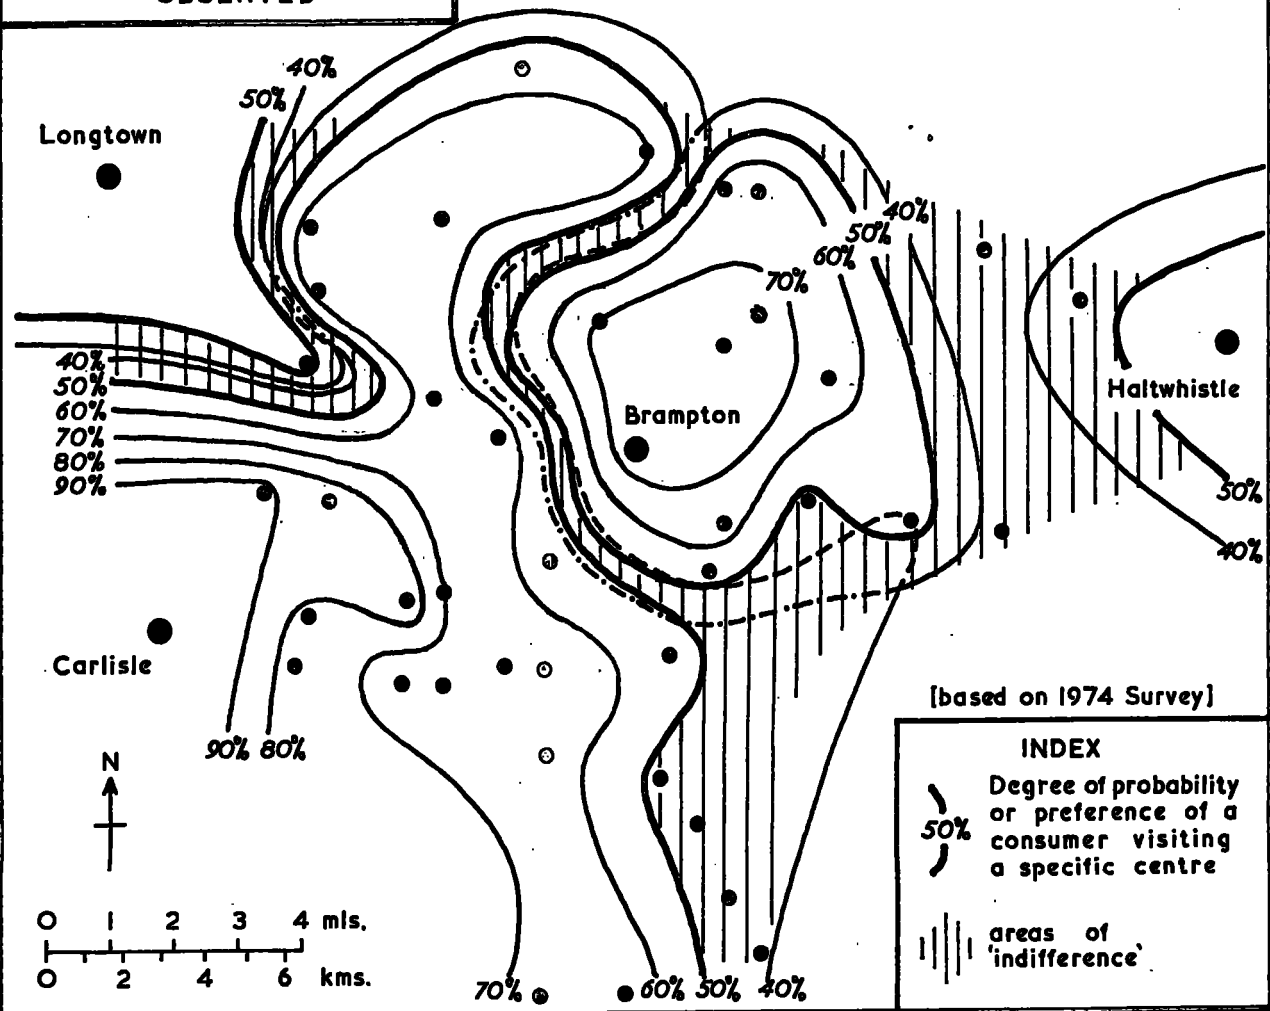 OBSERVED
40%
50%
Longtown
40%
50%
60%
70%
Haltwhistle
Brampton
40%
50%
60%
70%
80%
90%
50%
40%
Carlisle
[based on 1974 Survey]
90% 80%
N
INDEX
Degree of probability
or preference of a
consumer visiting
a specific centre
50%
areas of
'indifference'
0 1 2 3 4 mls.
0 2 4 6 kms.
70% 60% 50% 40%